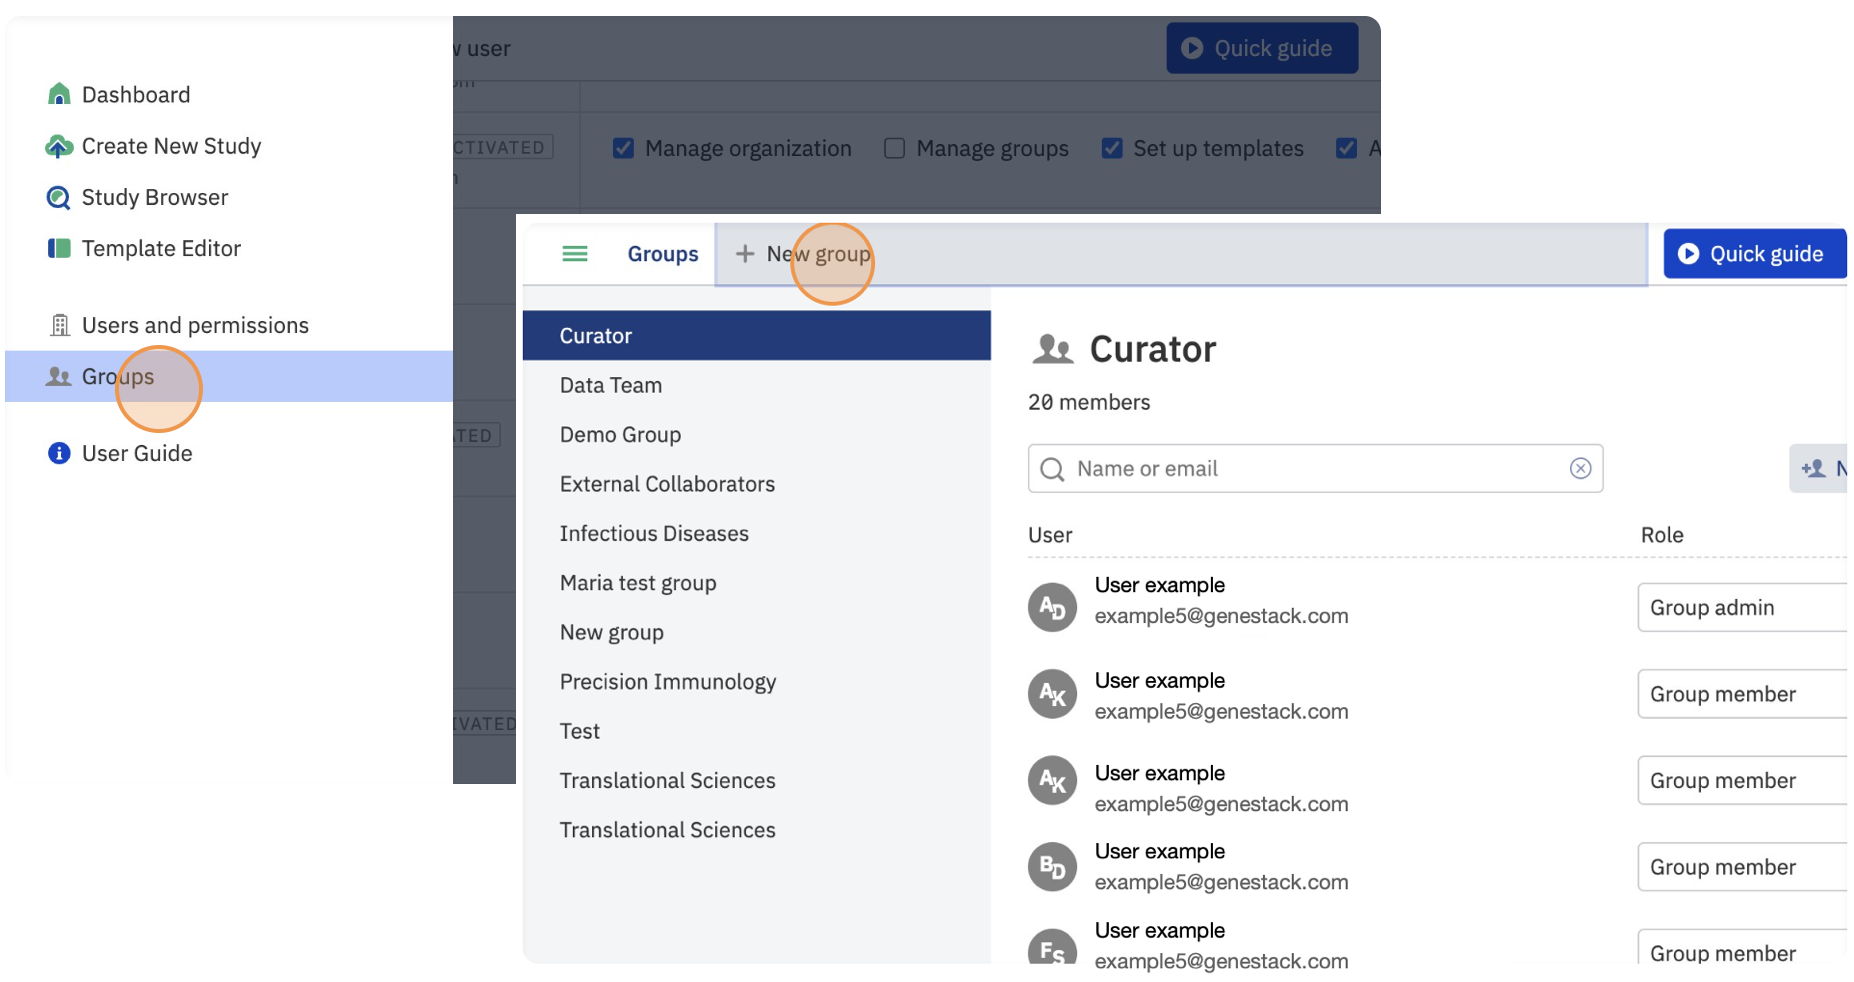 Dashboard
Create New Study
Study Browser
Template Editor
Users and permissions
Groups
User Guide
user
Quick guide
Manage organization
Manage groups
Set up templates
Groups
New group
Quick guide
Curator
Data Team
Demo Group
External Collaborators
Infectious Diseases
Maria test group
New group
Precision Immunology
Test
Translational Sciences
Translational Sciences
Curator
20 members
Name or email
User Role
AD User example
example5@genestack.com
Group admin
AK User example
example5@genestack.com
Group member
AK User example
example5@genestack.com
Group member
BD User example
example5@genestack.com
Group member
FS User example
example5@genestack.com
Group member